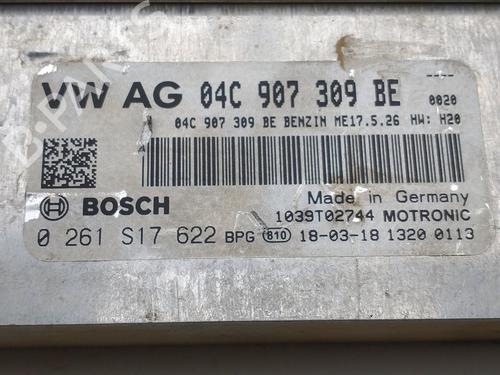 ----
VW AG 04C 907 309 BE 0020
04C 907 309 BE BENZIN ME17.5.26 HW: H20
BOSCH
Made in Germany
1039T02744 MOTRONIC
0 261 S17 622 BPG 810 18-03-18 1320 0113
B-PARTS